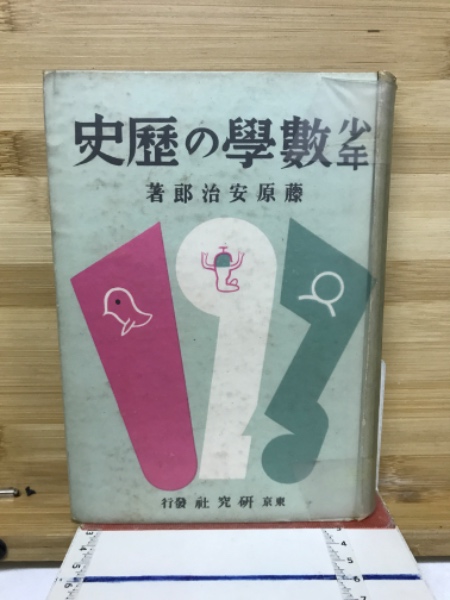 少年數學の歷史
藤原安治郎著
東京 研究社 發行